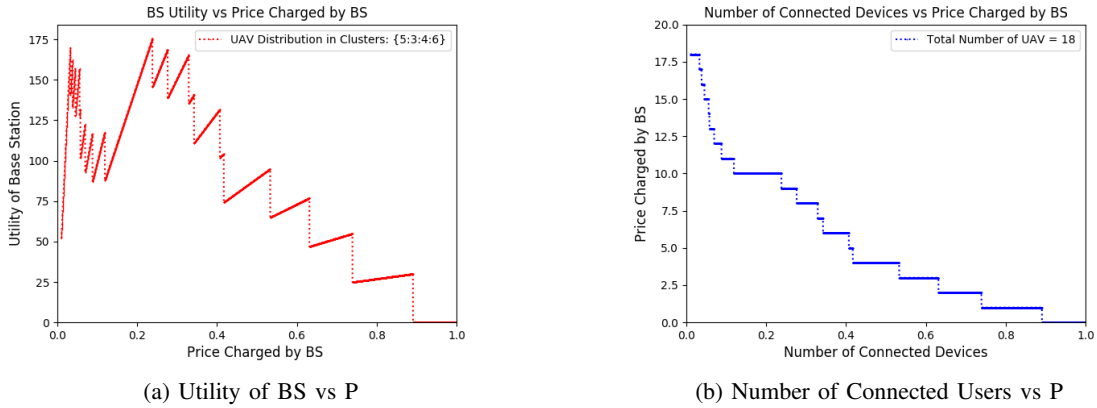 BS Utility vs Price Charged by BS
UAV Distribution in Clusters: {5:3:4:6}
Utility of Base Station
175
150
125
100
75
50
25
0
0.0 0.2 0.4 0.6 0.8 1.0
Price Charged by BS
(a) Utility of BS vs P
Number of Connected Devices vs Price Charged by BS
Total Number of UAV = 18
Price Charged by BS
20.0
17.5
15.0
12.5
10.0
7.5
5.0
2.5
0.0
0.0 0.2 0.4 0.6 0.8 1.0
Number of Connected Devices
(b) Number of Connected Users vs P